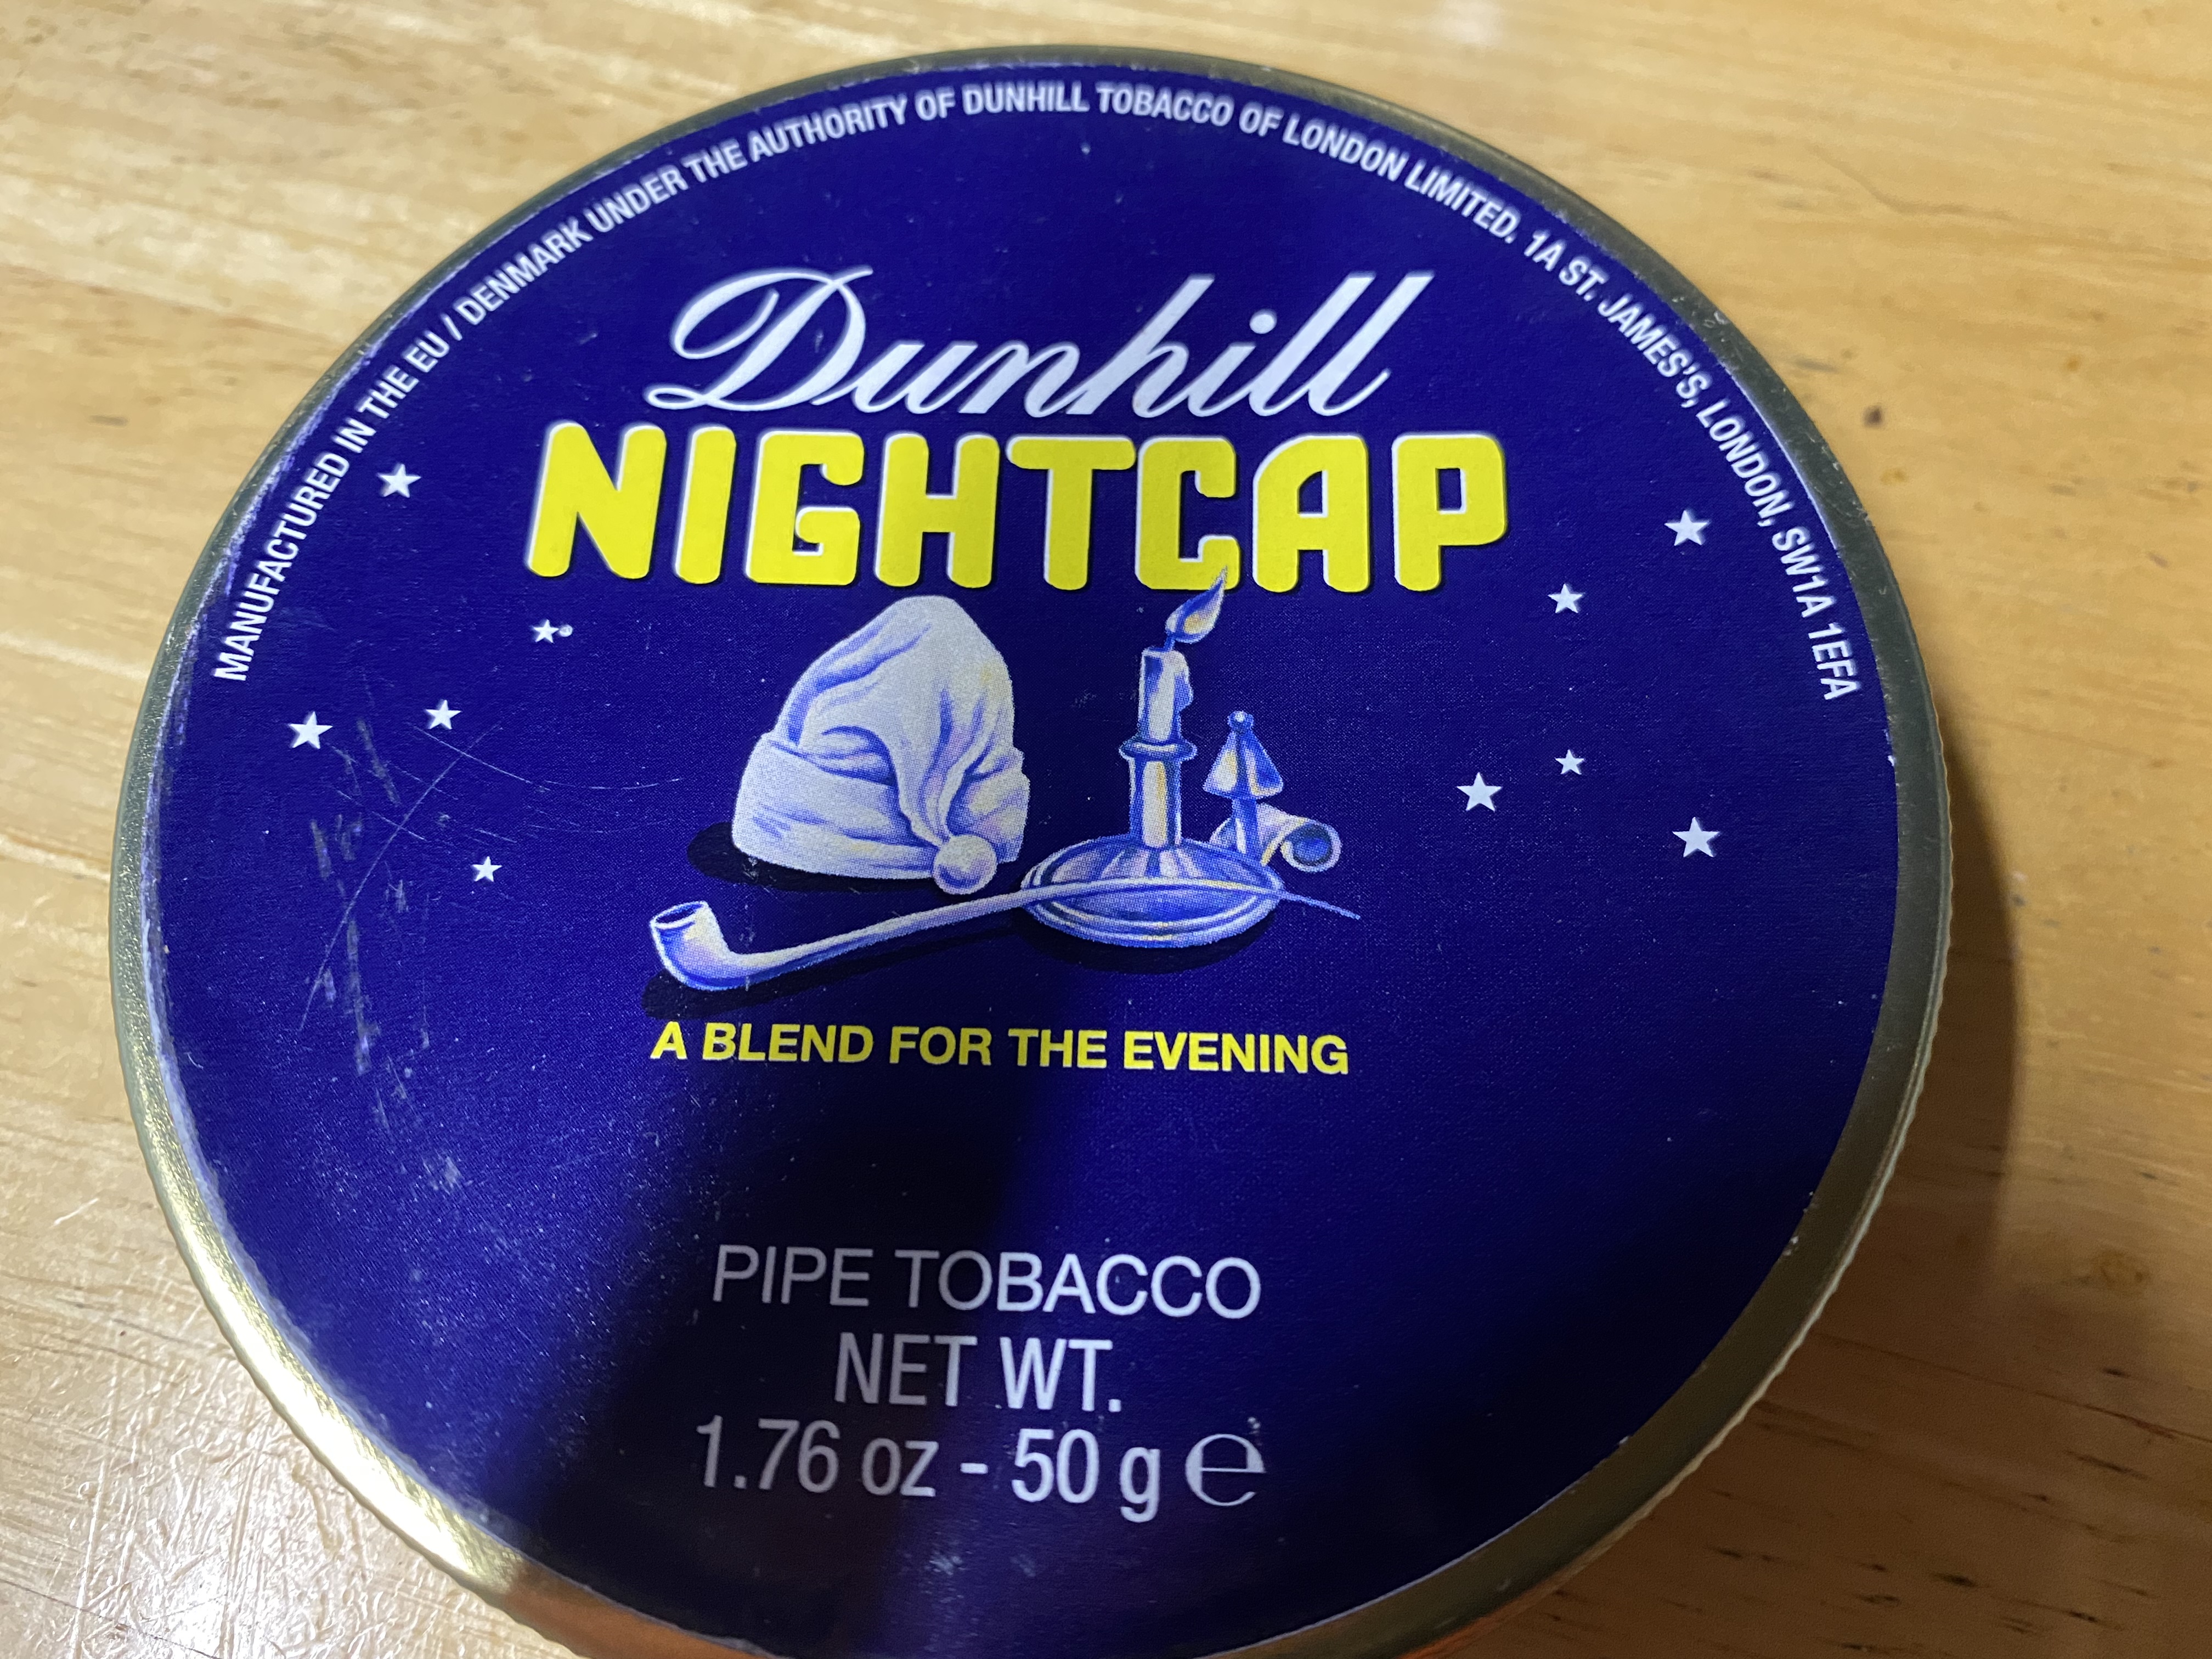 MANUFACTURED IN THE EU / DENMARK UNDER THE AUTHORITY OF DUNHILL TOBACCO OF LONDON LIMITED. 1A ST. JAMES'S, LONDON, SW1A 1EFA
Dunhill
NIGHTCAP
A BLEND FOR THE EVENING
PIPE TOBACCO
NET WT.
1.76 oz - 50 g ℮